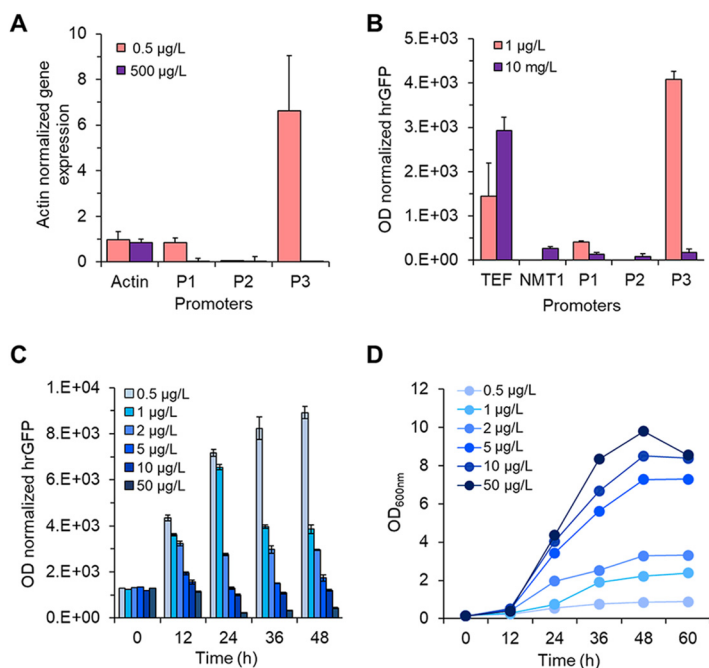 A
Actin normalized gene
expression
10
8
6
4
2
0
0.5 µg/L
500 µg/L
Actin P1 P2 P3
Promoters
B
OD normalized hrGFP
5.E+03
4.E+03
3.E+03
2.E+03
1.E+03
0.E+00
1 µg/L
10 mg/L
TEF NMT1 P1 P2 P3
Promoters
C
OD normalized hrGFP
1.E+04
8.E+03
6.E+03
4.E+03
2.E+03
0.E+00
0.5 µg/L
1 µg/L
2 µg/L
5 µg/L
10 µg/L
50 µg/L
0 12 24 36 48
Time (h)
D
OD600nm
12
10
8
6
4
2
0
0.5 µg/L
1 µg/L
2 µg/L
5 µg/L
10 µg/L
50 µg/L
0 12 24 36 48 60
Time (h)